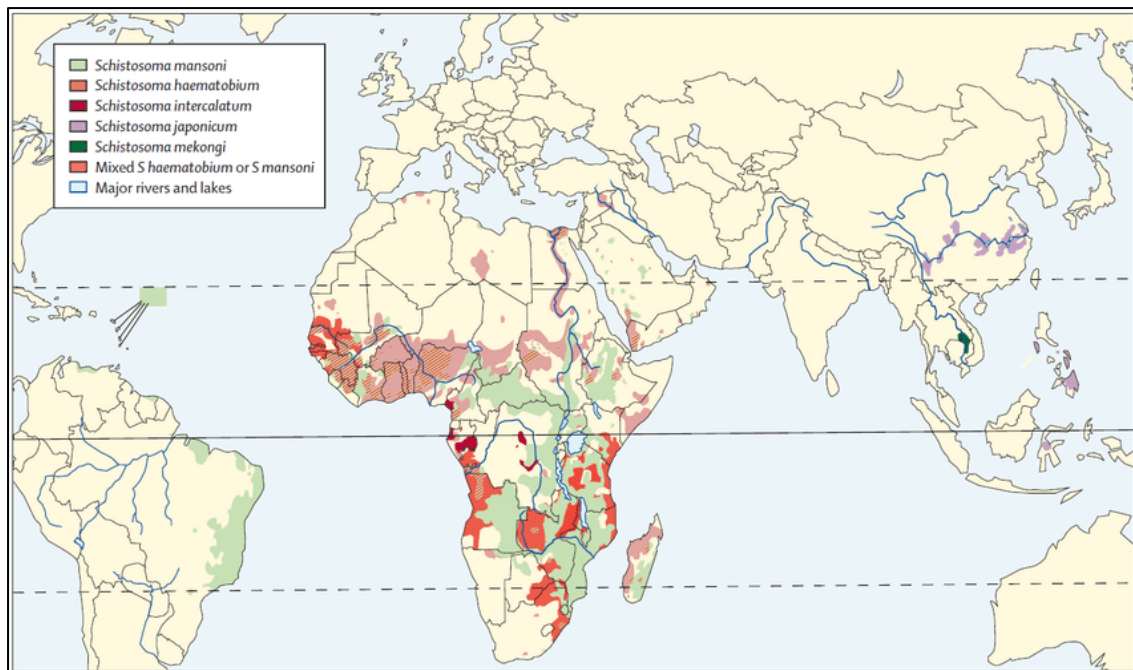 Schistosoma mansoni
Schistosoma haematobium
Schistosoma intercalatum
Schistosoma japonicum
Schistosoma mekongi
Mixed S haematobium or S mansoni
Major rivers and lakes